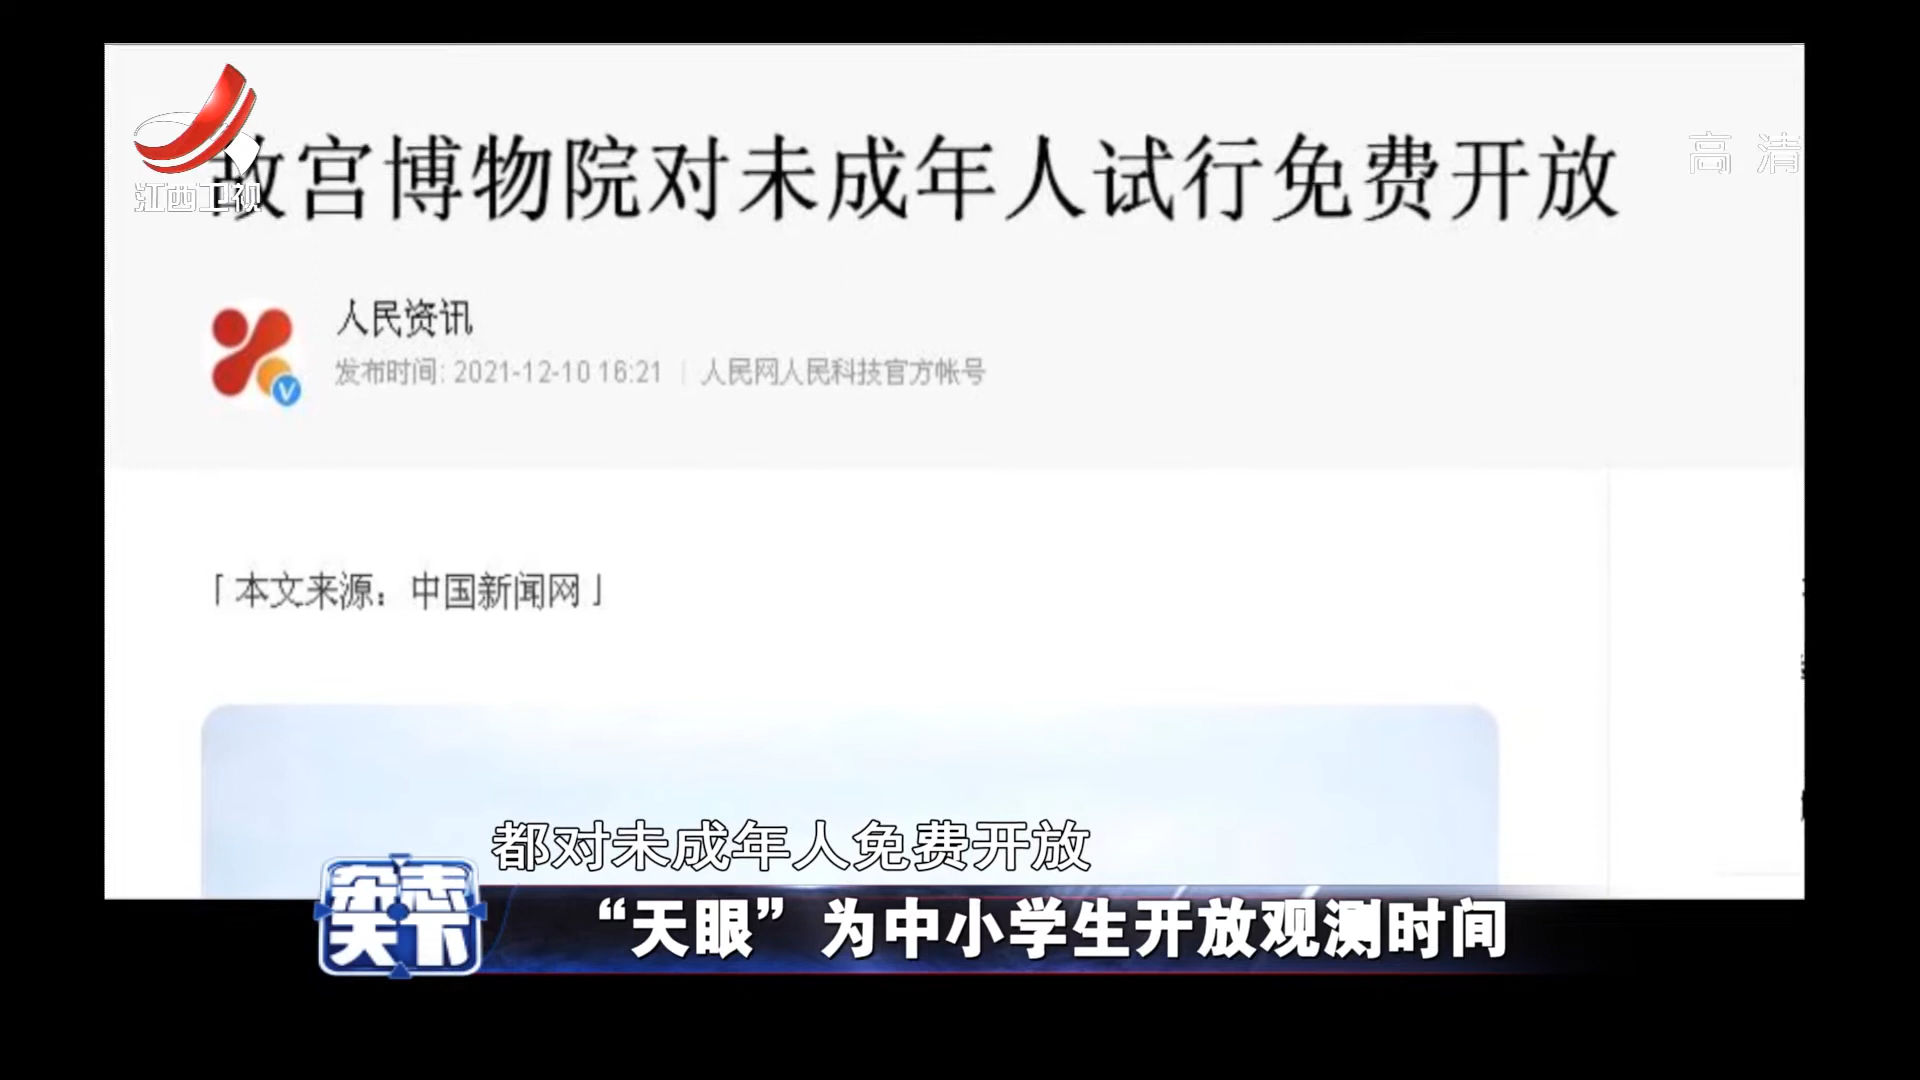 江西卫视
高 清
故宫博物院对未成年人试行免费开放
人民资讯
发布时间: 2021-12-10 16:21 | 人民网人民科技官方帐号
「本文来源：中国新闻网」
都对未成年人免费开放
杂志
天下
“天眼”为中小学生开放观测时间